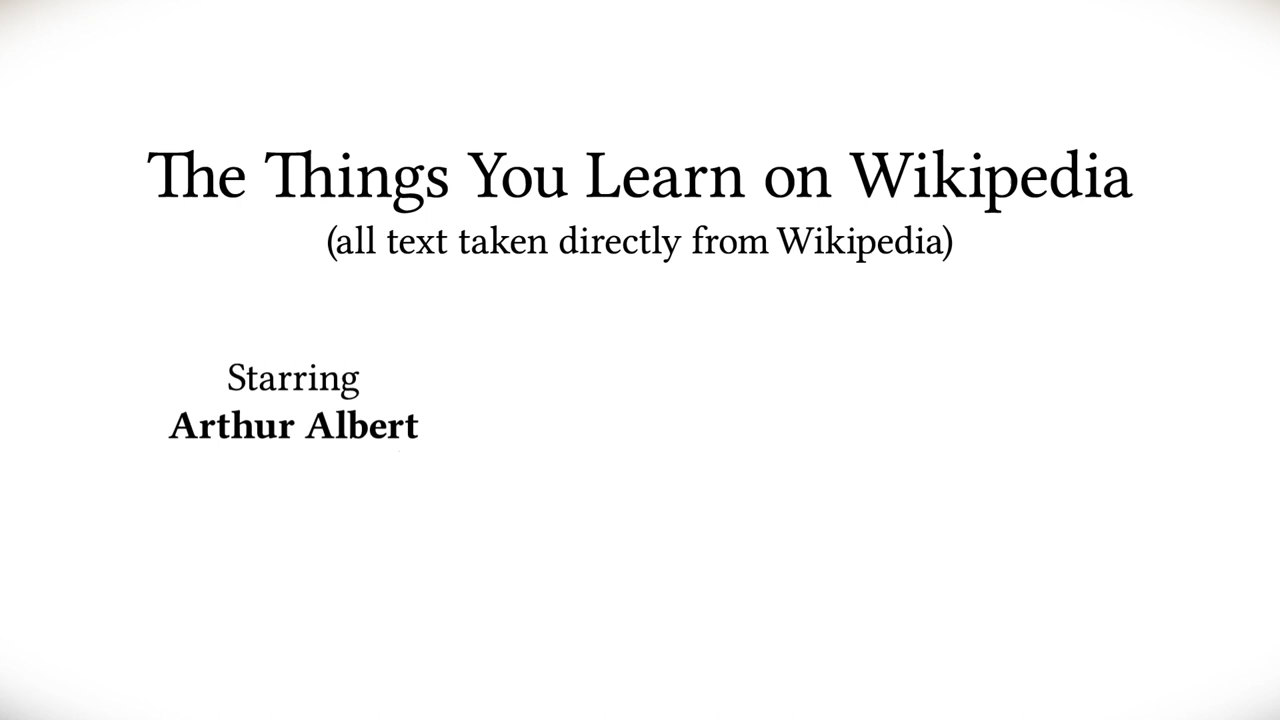 The Things You Learn on Wikipedia
(all text taken directly from Wikipedia)
Starring
Arthur Albert